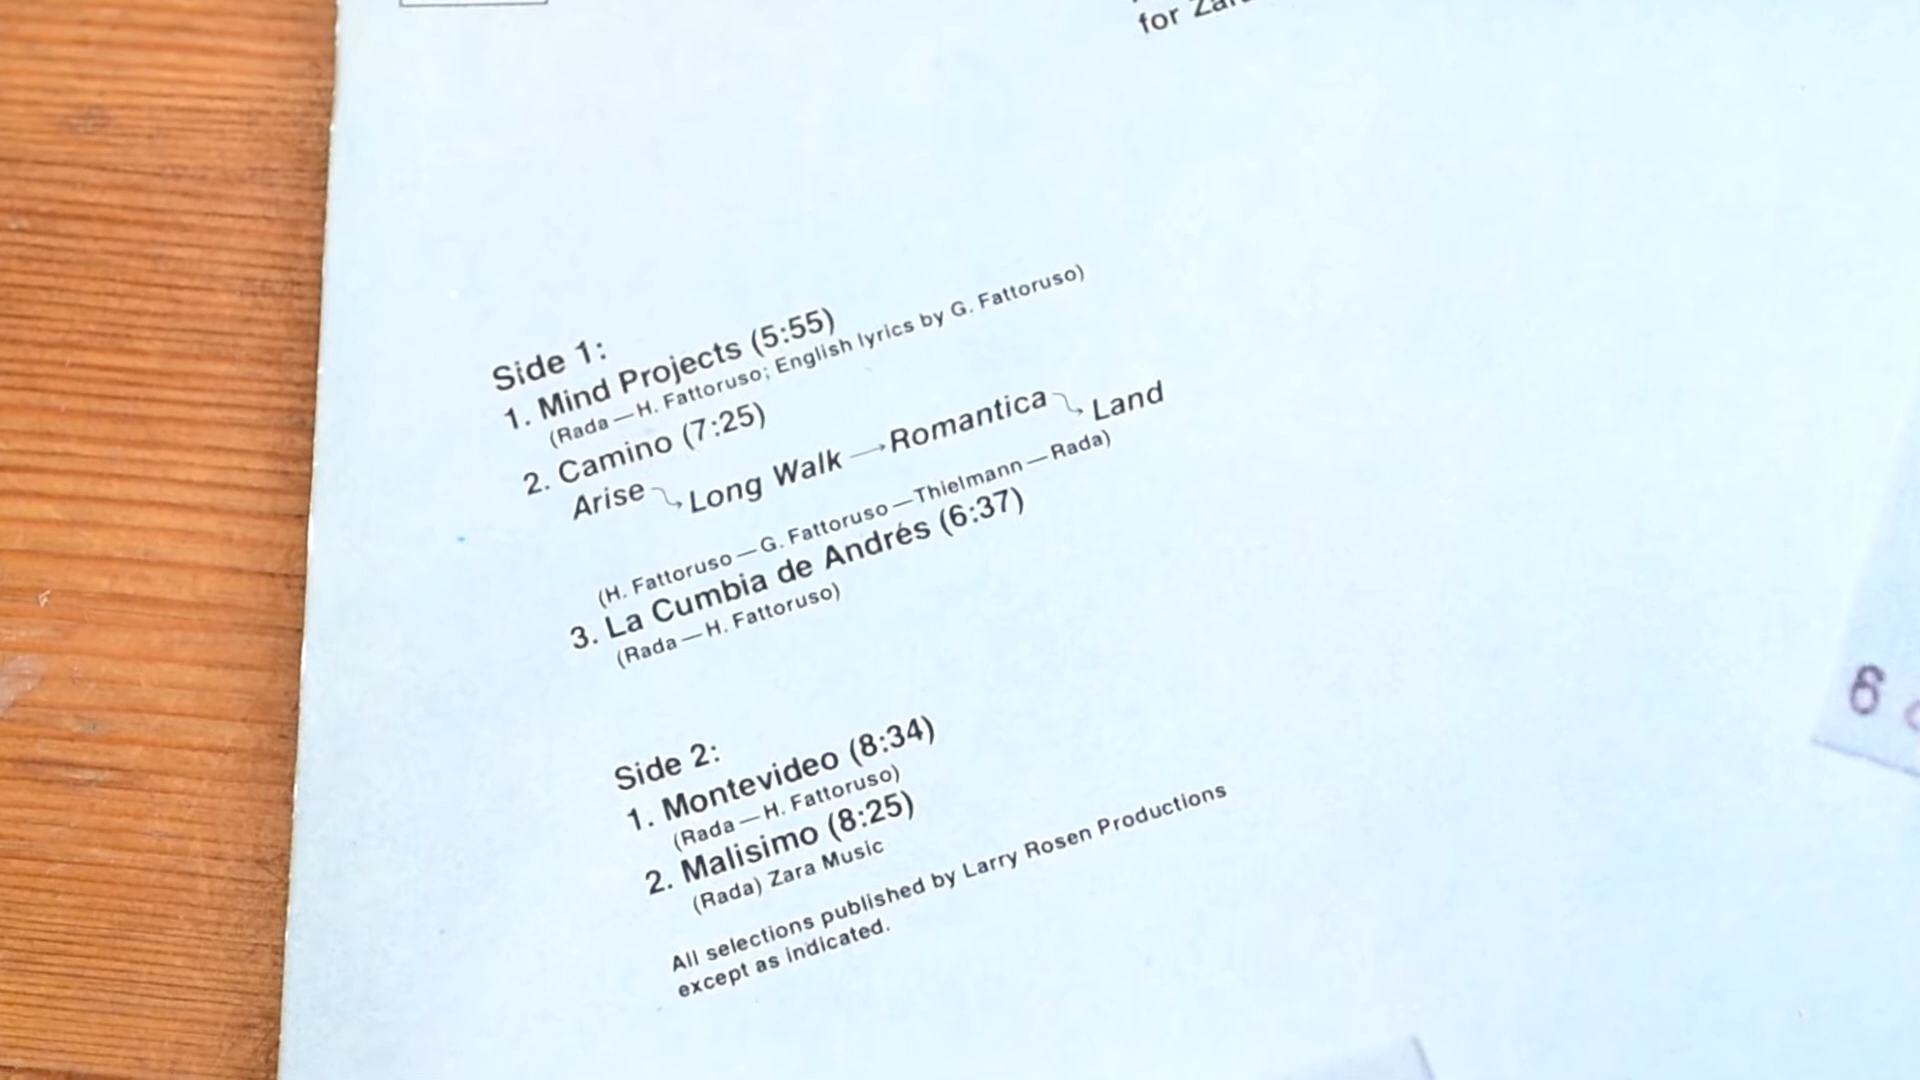 for
Side 1:
1. Mind Projects (5:55)
(Rada—H. Fattoruso; English lyrics by G. Fattoruso)
2. Camino (7:25)
Arise Long Walk → Romantica Land
(H. Fattoruso—G. Fattoruso—Thielmann—Rada)
3. La Cumbia de Andrés (6:37)
(Rada—H. Fattoruso)
Side 2:
1. Montevideo (8:34)
(Rada—H. Fattoruso)
2. Malisimo (8:25)
(Rada) Zara Music
All selections published by Larry Rosen Productions
except as indicated.
6